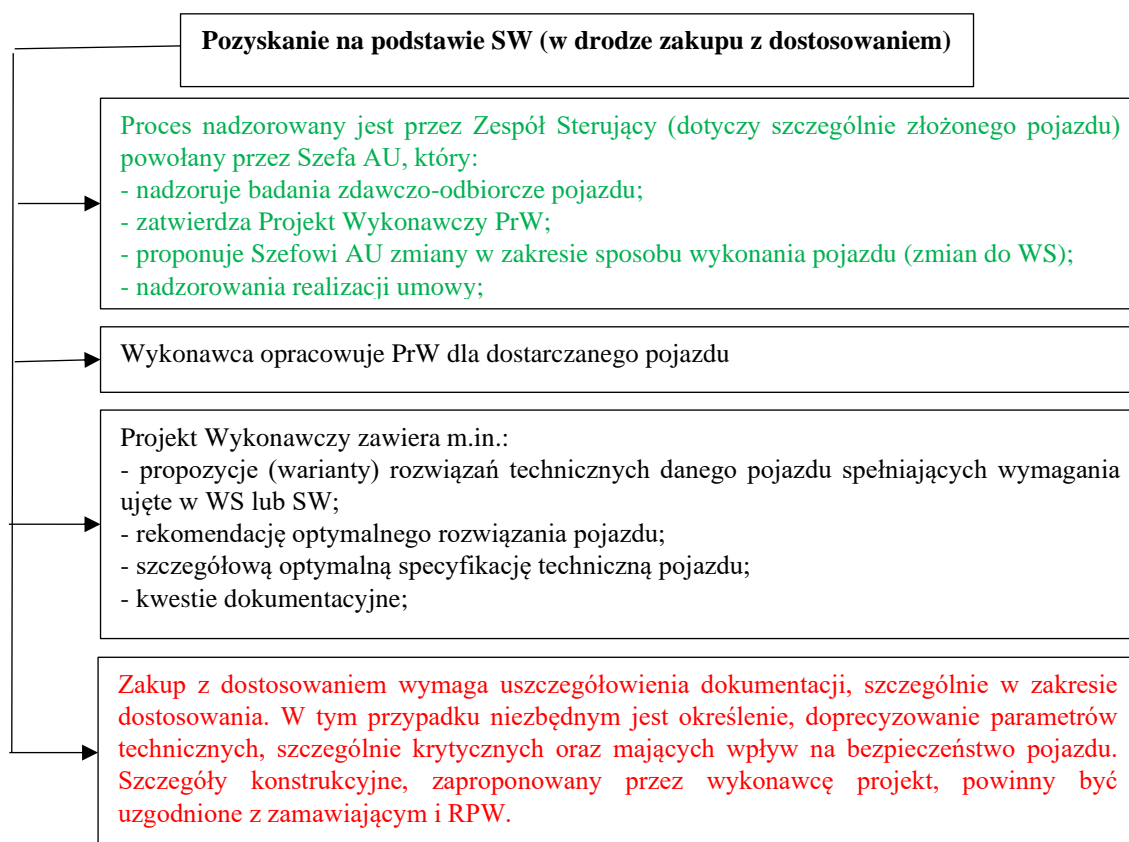 Pozyskanie na podstawie SW (w drodze zakupu z dostosowaniem)
Proces nadzorowany jest przez Zespół Sterujący (dotyczy szczególnie złożonego pojazdu)
powołany przez Szefa AU, który:
- nadzoruje badania zdawczo-odbiorcze pojazdu;
- zatwierdza Projekt Wykonawczy PrW;
- proponuje Szefowi AU zmiany w zakresie sposobu wykonania pojazdu (zmian do WS);
- nadzorowania realizacji umowy;
Wykonawca opracowuje PrW dla dostarczanego pojazdu
Projekt Wykonawczy zawiera m.in.:
- propozycje (warianty) rozwiązań technicznych danego pojazdu spełniających wymagania
ujęte w WS lub SW;
- rekomendację optymalnego rozwiązania pojazdu;
- szczegółową optymalną specyfikację techniczną pojazdu;
- kwestie dokumentacyjne;
Zakup z dostosowaniem wymaga uszczegółowienia dokumentacji, szczególnie w zakresie
dostosowania. W tym przypadku niezbędnym jest określenie, doprecyzowanie parametrów
technicznych, szczególnie krytycznych oraz mających wpływ na bezpieczeństwo pojazdu.
Szczegóły konstrukcyjne, zaproponowany przez wykonawcę projekt, powinny być
uzgodnione z zamawiającym i RPW.